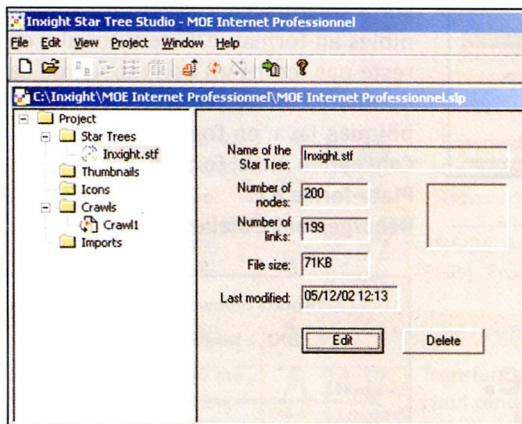 Inxight Star Tree Studio - MOE Internet Professionnel
File Edit View Project Window Help
C:\Inxight\MOE Internet Professionnel\MOE Internet Professionnel.slp
Project
Star Trees
Inxight.stf
Thumbnails
Icons
Crawls
Crawl1
Imports
Name of the
Star Tree: Inxight.stf
Number of
nodes: 200
Number of
links: 199
File size: 71KB
Last modified: 05/12/02 12:13
Edit Delete